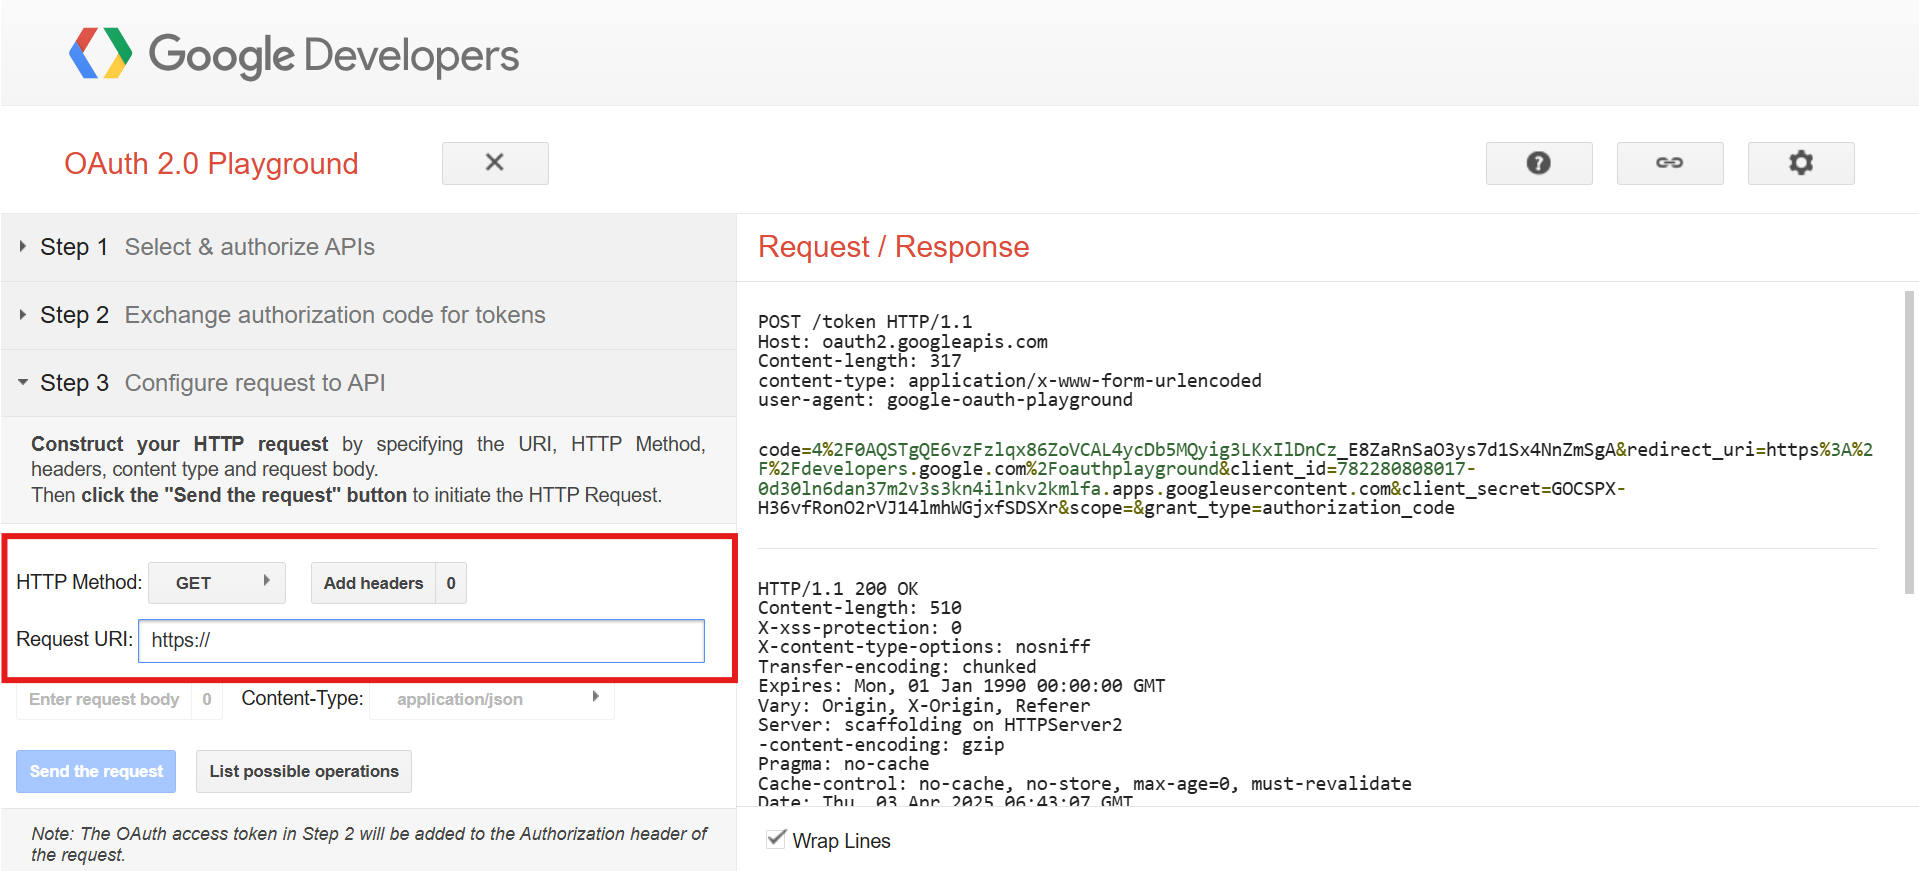 Google Developers
OAuth 2.0 Playground
Step 1 Select & authorize APIs
Step 2 Exchange authorization code for tokens
Step 3 Configure request to API
Construct your HTTP request by specifying the URI, HTTP Method,
headers, content type and request body.
Then click the "Send the request" button to initiate the HTTP Request.
HTTP Method: GET Add headers 0
Request URI: https://
Enter request body 0 Content-Type: application/json
Send the request List possible operations
Note: The OAuth access token in Step 2 will be added to the Authorization header of
the request.
Request / Response
POST /token HTTP/1.1
Host: oauth2.googleapis.com
Content-length: 317
content-type: application/x-www-form-urlencoded
user-agent: google-oauth-playground
code=4%2F0AQSTgQE6vzFzlqx86ZoVCAL4ycDb5MQyig3LKxIlDnCz_E8ZaRnSaO3ys7d1Sx4NnZmSgA&redirect_uri=https%3A%2
F%2Fdevelopers.google.com%2Foauthplayground&client_id=782280808017-
0d30ln6dan37m2v3s3kn4ilnkv2kmlfa.apps.googleusercontent.com&client_secret=GOCSPX-
H36vfRonO2rVJ14lmhWGjxfSDSXr&scope=&grant_type=authorization_code
HTTP/1.1 200 OK
Content-length: 510
X-xss-protection: 0
X-content-type-options: nosniff
Transfer-encoding: chunked
Expires: Mon, 01 Jan 1990 00:00:00 GMT
Vary: Origin, X-Origin, Referer
Server: scaffolding on HTTPServer2
-content-encoding: gzip
Pragma: no-cache
Cache-control: no-cache, no-store, max-age=0, must-revalidate
Date: Thu, 03 Apr 2025 06:43:07 GMT
Wrap Lines